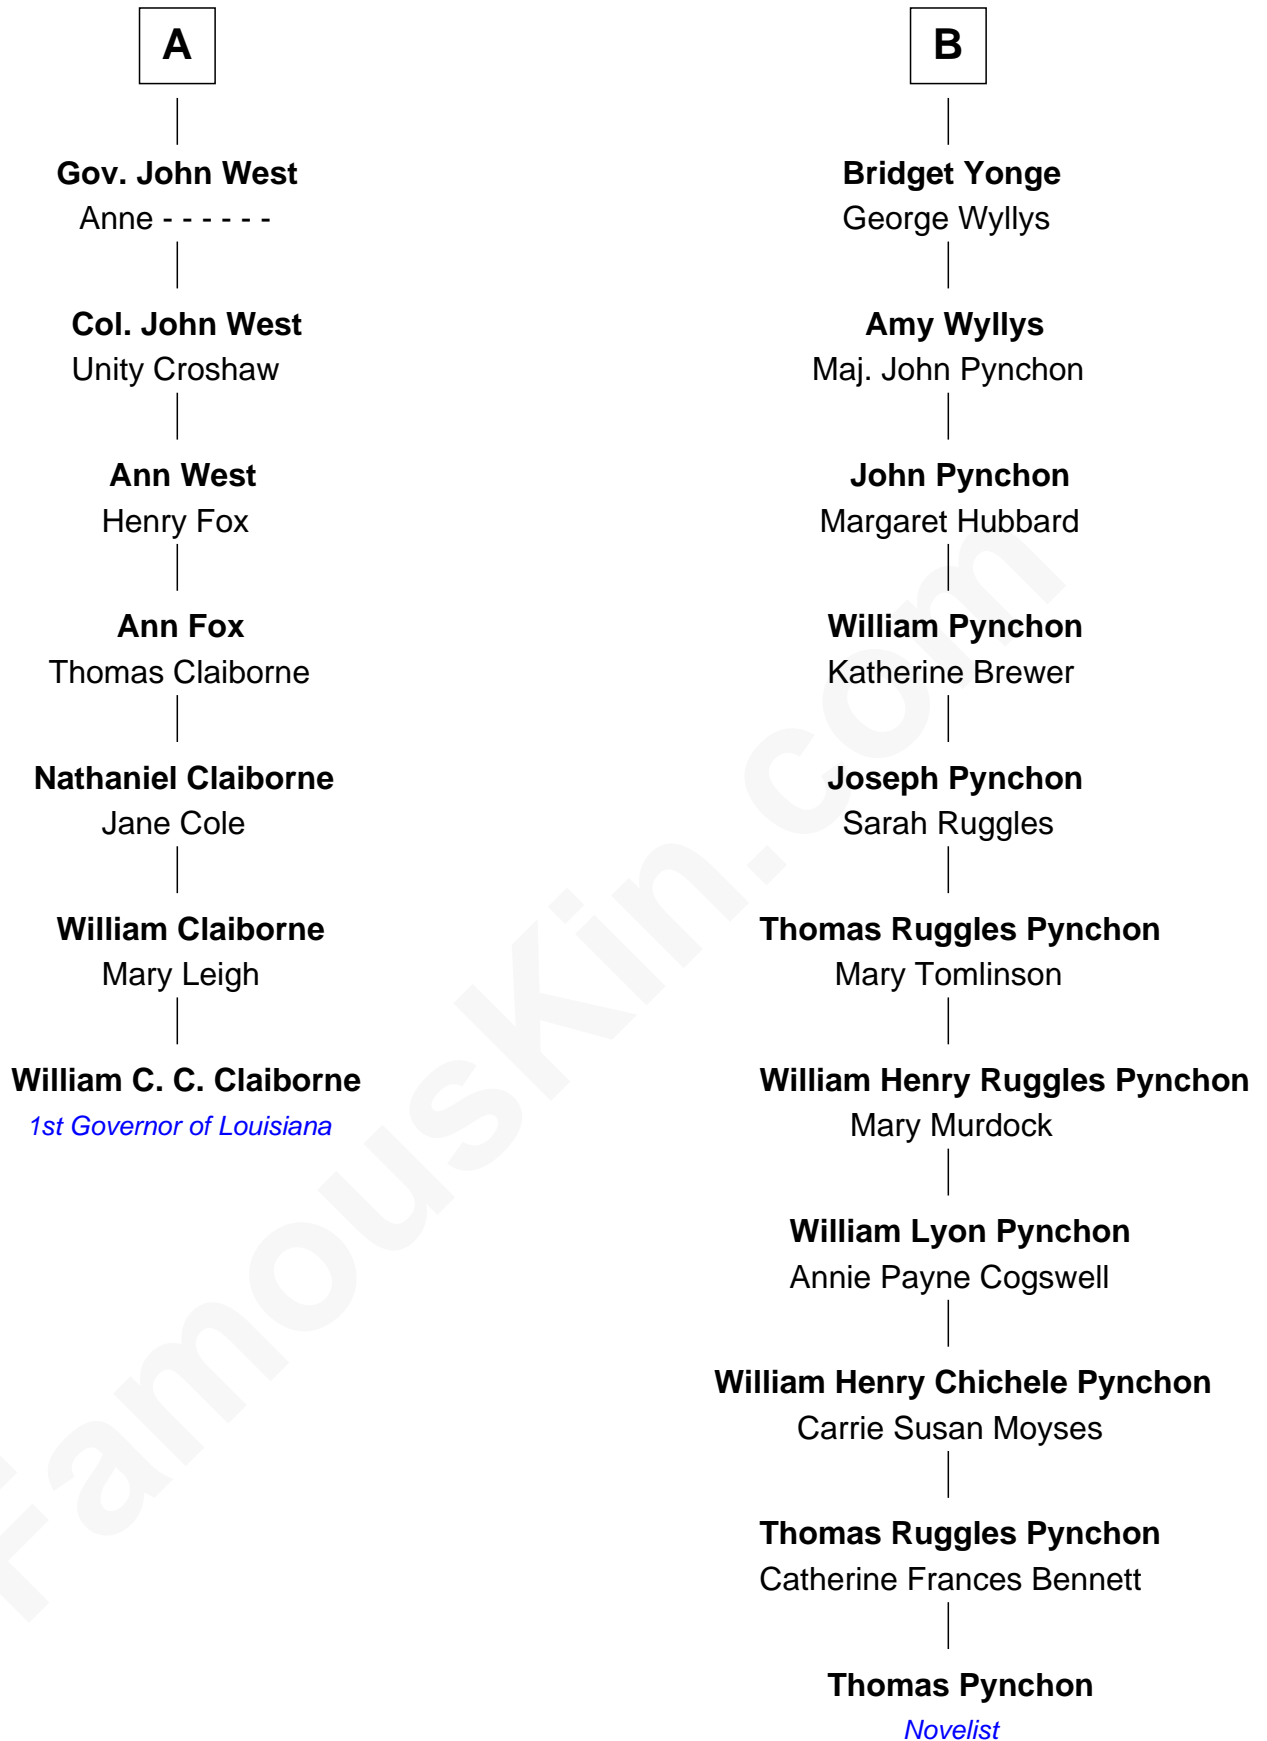 A
Gov. John West
Anne - - - - - -
Col. John West
Unity Croshaw
Ann West
Henry Fox
Ann Fox
Thomas Claiborne
Nathaniel Claiborne
Jane Cole
William Claiborne
Mary Leigh
William C. C. Claiborne
1st Governor of Louisiana
B
Bridget Yonge
George Wyllys
Amy Wyllys
Maj. John Pynchon
John Pynchon
Margaret Hubbard
William Pynchon
Katherine Brewer
Joseph Pynchon
Sarah Ruggles
Thomas Ruggles Pynchon
Mary Tomlinson
William Henry Ruggles Pynchon
Mary Murdock
William Lyon Pynchon
Annie Payne Cogswell
William Henry Chichele Pynchon
Carrie Susan Moyses
Thomas Ruggles Pynchon
Catherine Frances Bennett
Thomas Pynchon
Novelist
FamousKin.com